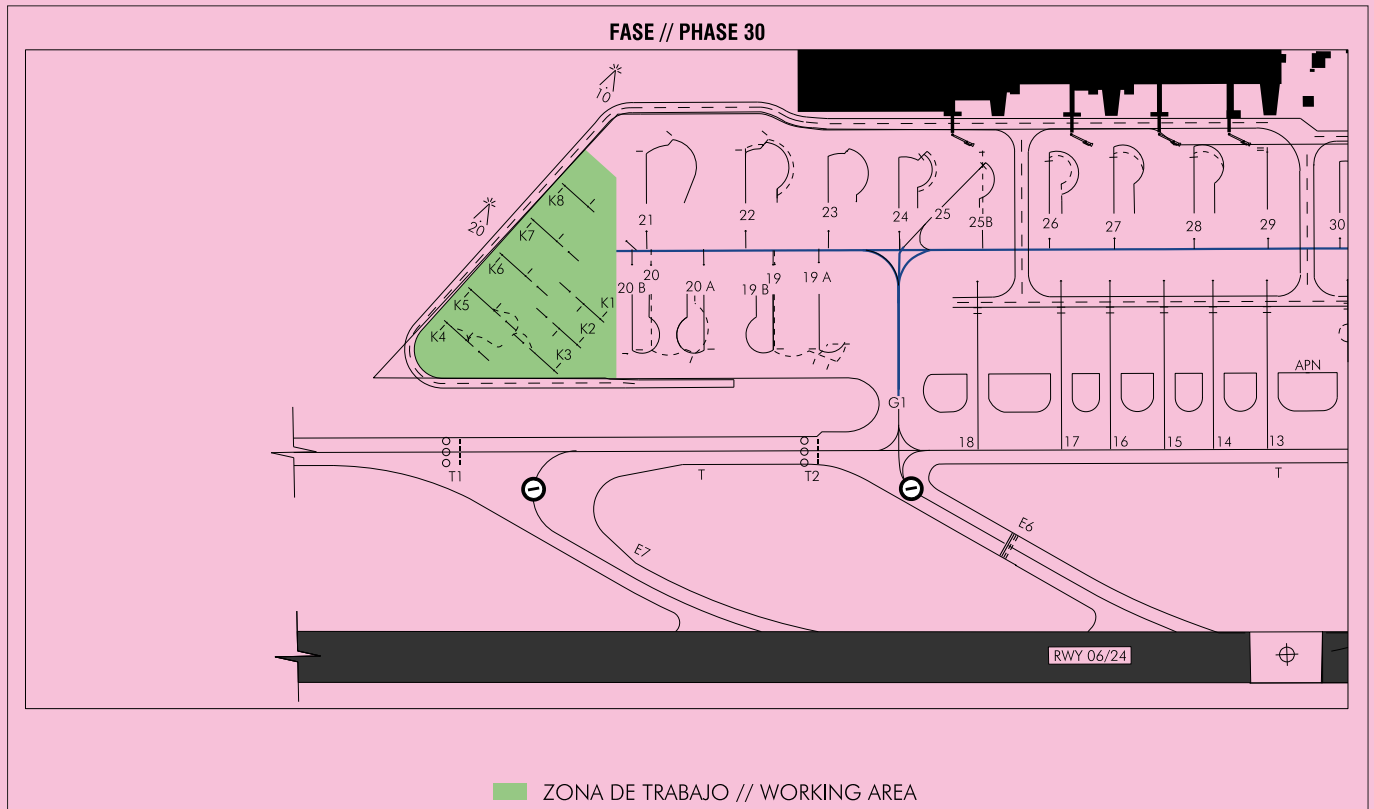 FASE // PHASE 30
10
20
K8
K7
K6
K5
K4
K1
K2
K3
21
22
23
24
25
25B
26
27
28
29
30
20 B
20
20 A
19 B
19
19 A
G1
APN
18
17
16
15
14
13
T1
T
T2
T
E7
E6
RWY 06/24
ZONA DE TRABAJO // WORKING AREA